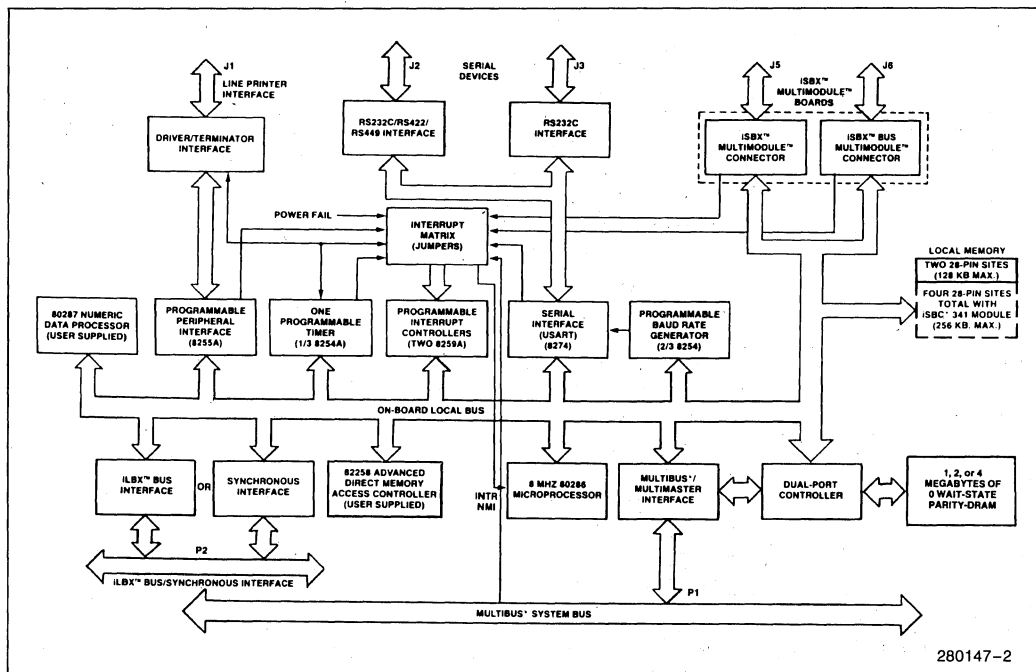 J1
LINE PRINTER
INTERFACE
J2
SERIAL
DEVICES
J3
J5
iSBX™
MULTIMODULE™
BOARDS
J6
DRIVER/TERMINATOR
INTERFACE
RS232C/RS422/
RS449 INTERFACE
RS232C
INTERFACE
iSBX™
MULTIMODULE™
CONNECTOR
iSBX™ BUS
MULTIMODULE™
CONNECTOR
POWER FAIL
INTERRUPT
MATRIX
(JUMPERS)
LOCAL MEMORY
TWO 28-PIN SITES
(128 KB MAX.)
FOUR 28-PIN SITES
TOTAL WITH
iSBC* 341 MODULE
(256 KB. MAX.)
80287 NUMERIC
DATA PROCESSOR
(USER SUPPLIED)
PROGRAMMABLE
PERIPHERAL
INTERFACE
(8255A)
ONE
PROGRAMMABLE
TIMER
(1/3 8254A)
PROGRAMMABLE
INTERRUPT
CONTROLLERS
(TWO 8259A)
SERIAL
INTERFACE
(USART)
(8274)
PROGRAMMABLE
BAUD RATE
GENERATOR
(2/3 8254)
ON-BOARD LOCAL BUS
iLBX™ BUS
INTERFACE
OR
SYNCHRONOUS
INTERFACE
82258 ADVANCED
DIRECT MEMORY
ACCESS CONTROLLER
(USER SUPPLIED)
INTR
NMI
8 MHZ 80286
MICROPROCESSOR
MULTIBUS*/
MULTIMASTER
INTERFACE
DUAL-PORT
CONTROLLER
1, 2, or 4
MEGABYTES OF
0 WAIT-STATE
PARITY-DRAM
P2
iLBX™ BUS/SYNCHRONOUS INTERFACE
P1
MULTIBUS* SYSTEM BUS
280147-2